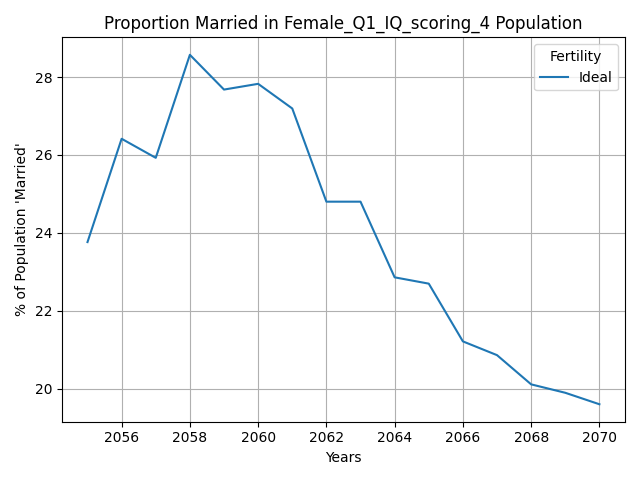 Proportion Married in Female_Q1_IQ_scoring_4 Population
Fertility
Ideal
28
26
24
22
20
% of Population 'Married'
2056 2058 2060 2062 2064 2066 2068 2070
Years